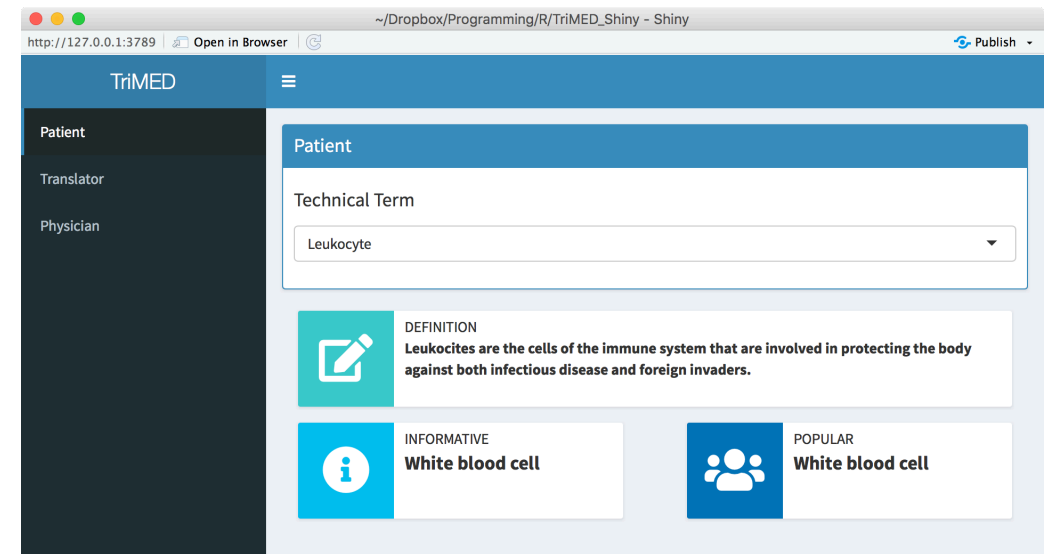 ~/Dropbox/Programming/R/TriMED_Shiny - Shiny
http://127.0.0.1:3789 Open in Browser Publish
TriMED
Patient
Translator
Physician
Patient
Technical Term
Leukocyte
DEFINITION
Leukocites are the cells of the immune system that are involved in protecting the body
against both infectious disease and foreign invaders.
INFORMATIVE
White blood cell
POPULAR
White blood cell